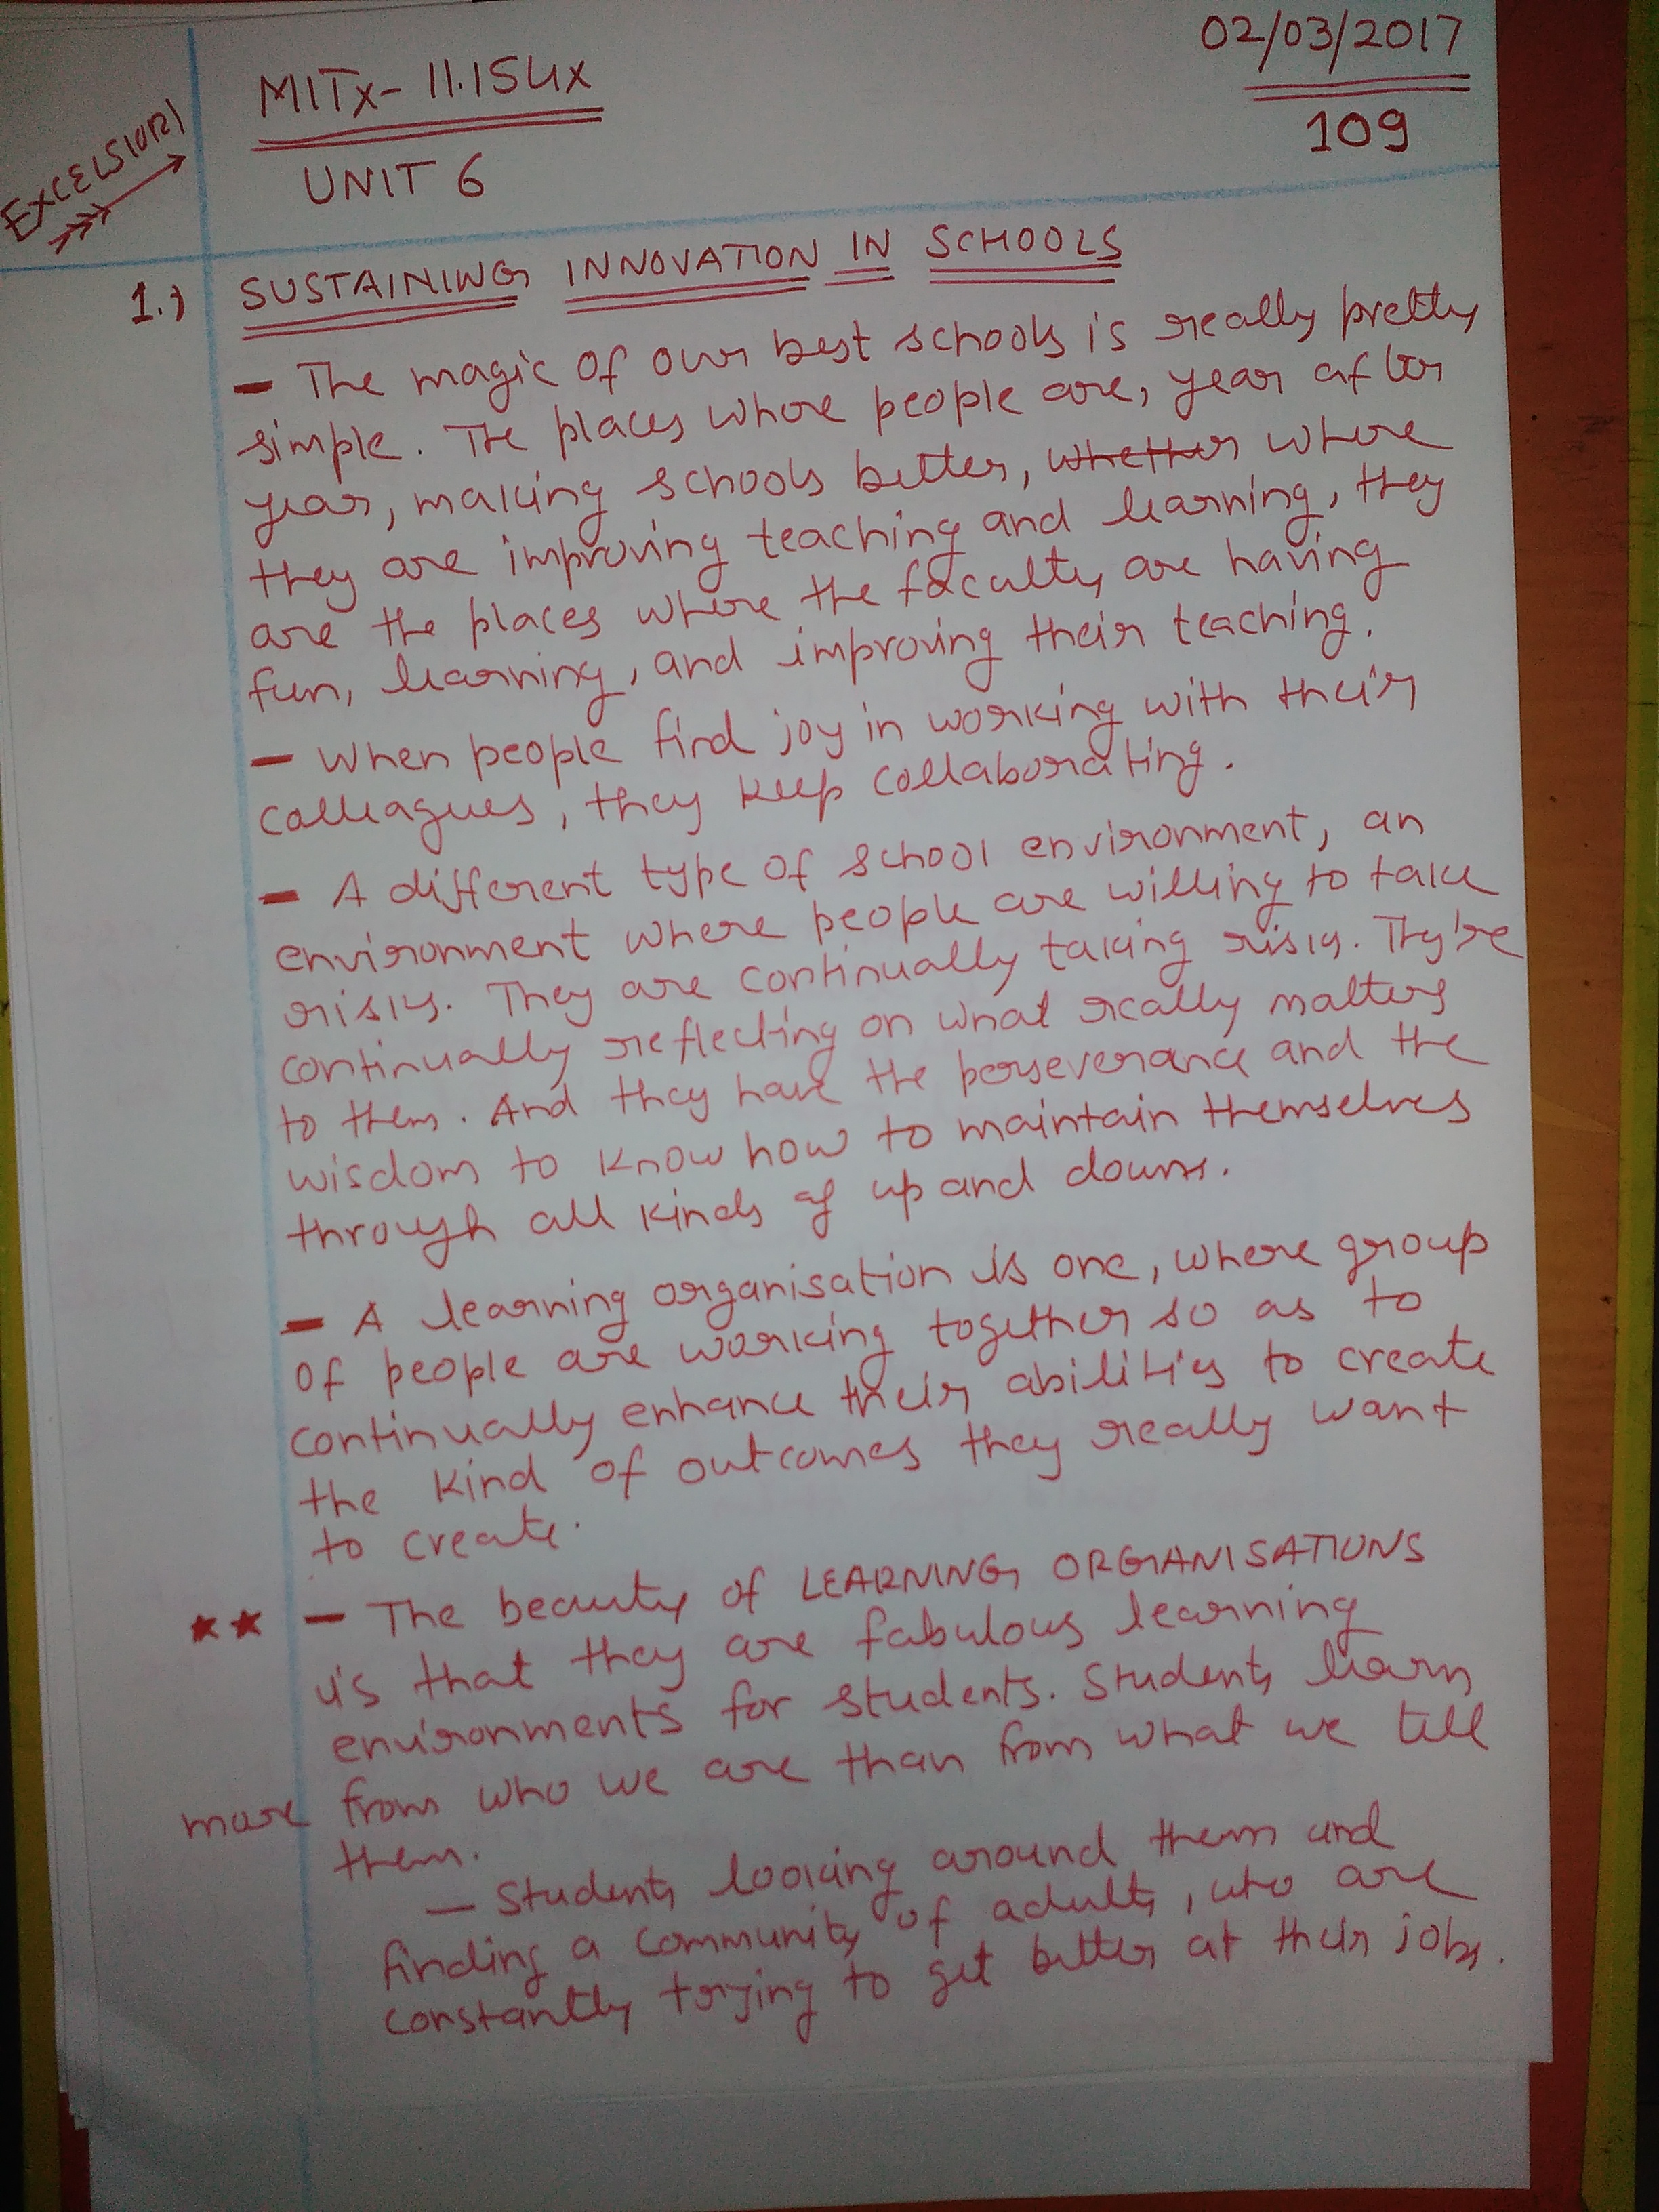 EXCELSIOR!
MITx- 11.154x
UNIT 6
02/03/2017
109
1.) SUSTAINING INNOVATION IN SCHOOLS
- The magic of our best schools is really pretty
simple. The places where people are, year after
year, making schools better, whether where
they are improving teaching and learning, they
are the places where the faculty are having
fun, learning, and improving their teaching.
- When people find joy in working with their
colleagues, they keep collaborating.
- A different type of school environment, an
environment where people are willing to take
risks. They are continually taking risks. They're
continually reflecting on what really matters
to them. And they have the perseverance and the
wisdom to know how to maintain themselves
through all kinds of up and downs.
- A learning organisation is one, where group
of people are working together so as to
continually enhance their abilities to create
the kind of outcomes they really want
to create.
★★ - The beauty of LEARNING ORGANISATIONS
is that they are fabulous learning
environments for students. Students learn
more from who we are than from what we tell
them.
- Students looking around them and
finding a community of adults, who are
constantly trying to get better at their jobs.